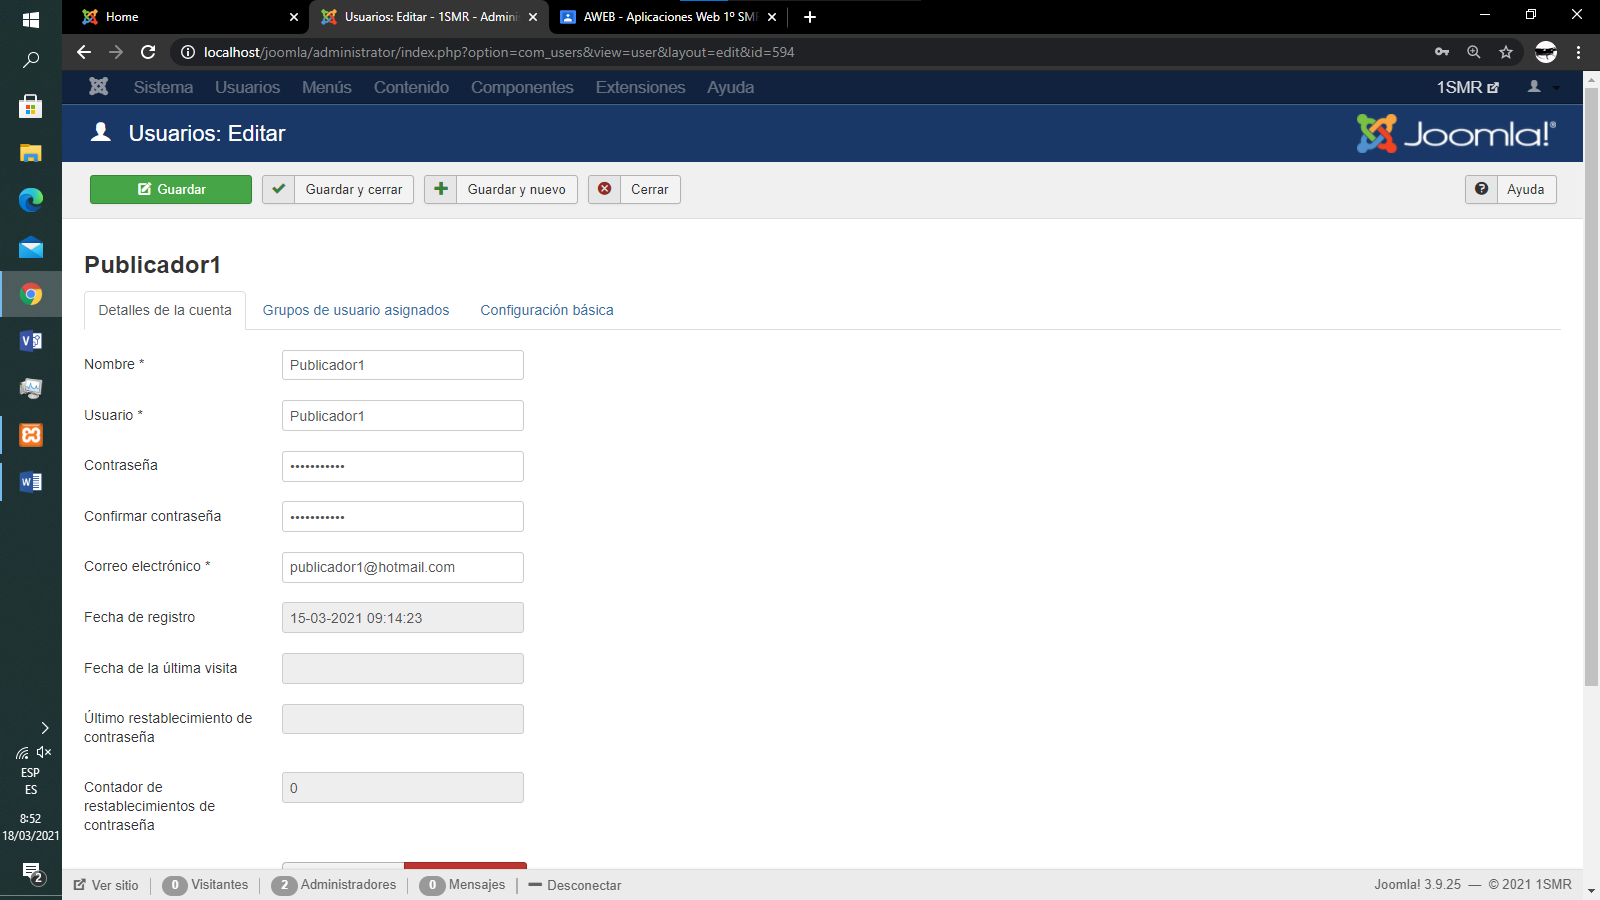 Home
Usuarios: Editar - 1SMR - Admini
AWEB - Aplicaciones Web 1º SM
localhost/joomla/administrator/index.php?option=com_users&view=user&layout=edit&id=594
Sistema Usuarios Menús Contenido Componentes Extensiones Ayuda 1SMR
Usuarios: Editar
Joomla!®
Guardar Guardar y cerrar Guardar y nuevo Cerrar Ayuda
Publicador1
Detalles de la cuenta Grupos de usuario asignados Configuración básica
Nombre * Publicador1
Usuario * Publicador1
Contraseña •••••••••••
Confirmar contraseña •••••••••••
Correo electrónico * publicador1@hotmail.com
Fecha de registro 15-03-2021 09:14:23
Fecha de la última visita
Último restablecimiento de
contraseña
Contador de
restablecimientos de
contraseña
0
ESP
ES
8:52
18/03/2021
2
Ver sitio 0 Visitantes 2 Administradores 0 Mensajes Desconectar
Joomla! 3.9.25 — © 2021 1SMR